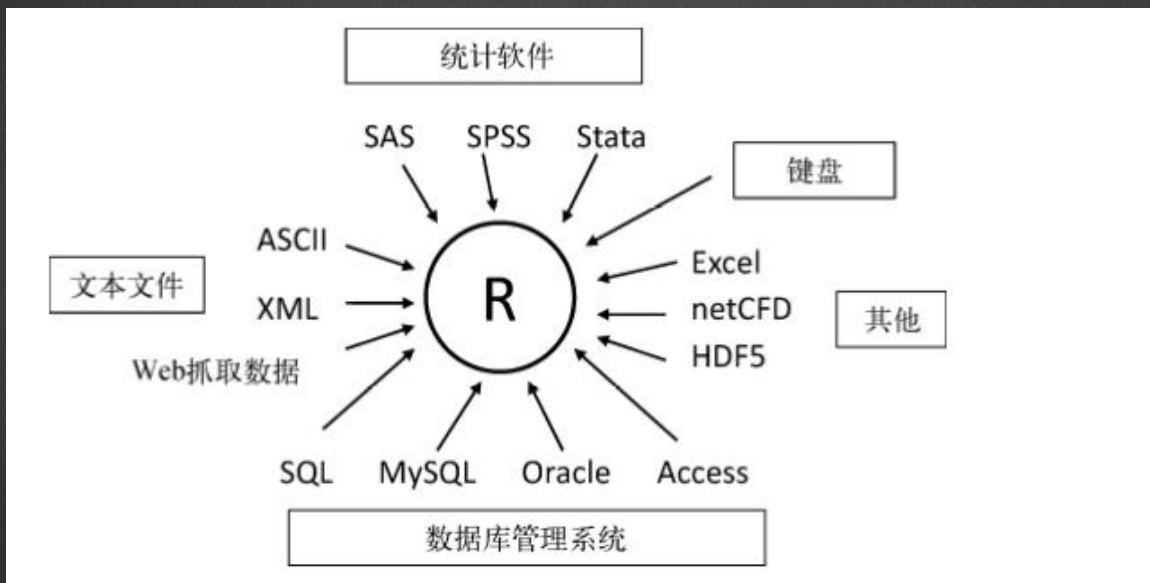 统计软件
SAS SPSS Stata
键盘
ASCII
Excel
文本文件
R
XML
netCFD
其他
HDF5
Web抓取数据
SQL MySQL Oracle Access
数据库管理系统